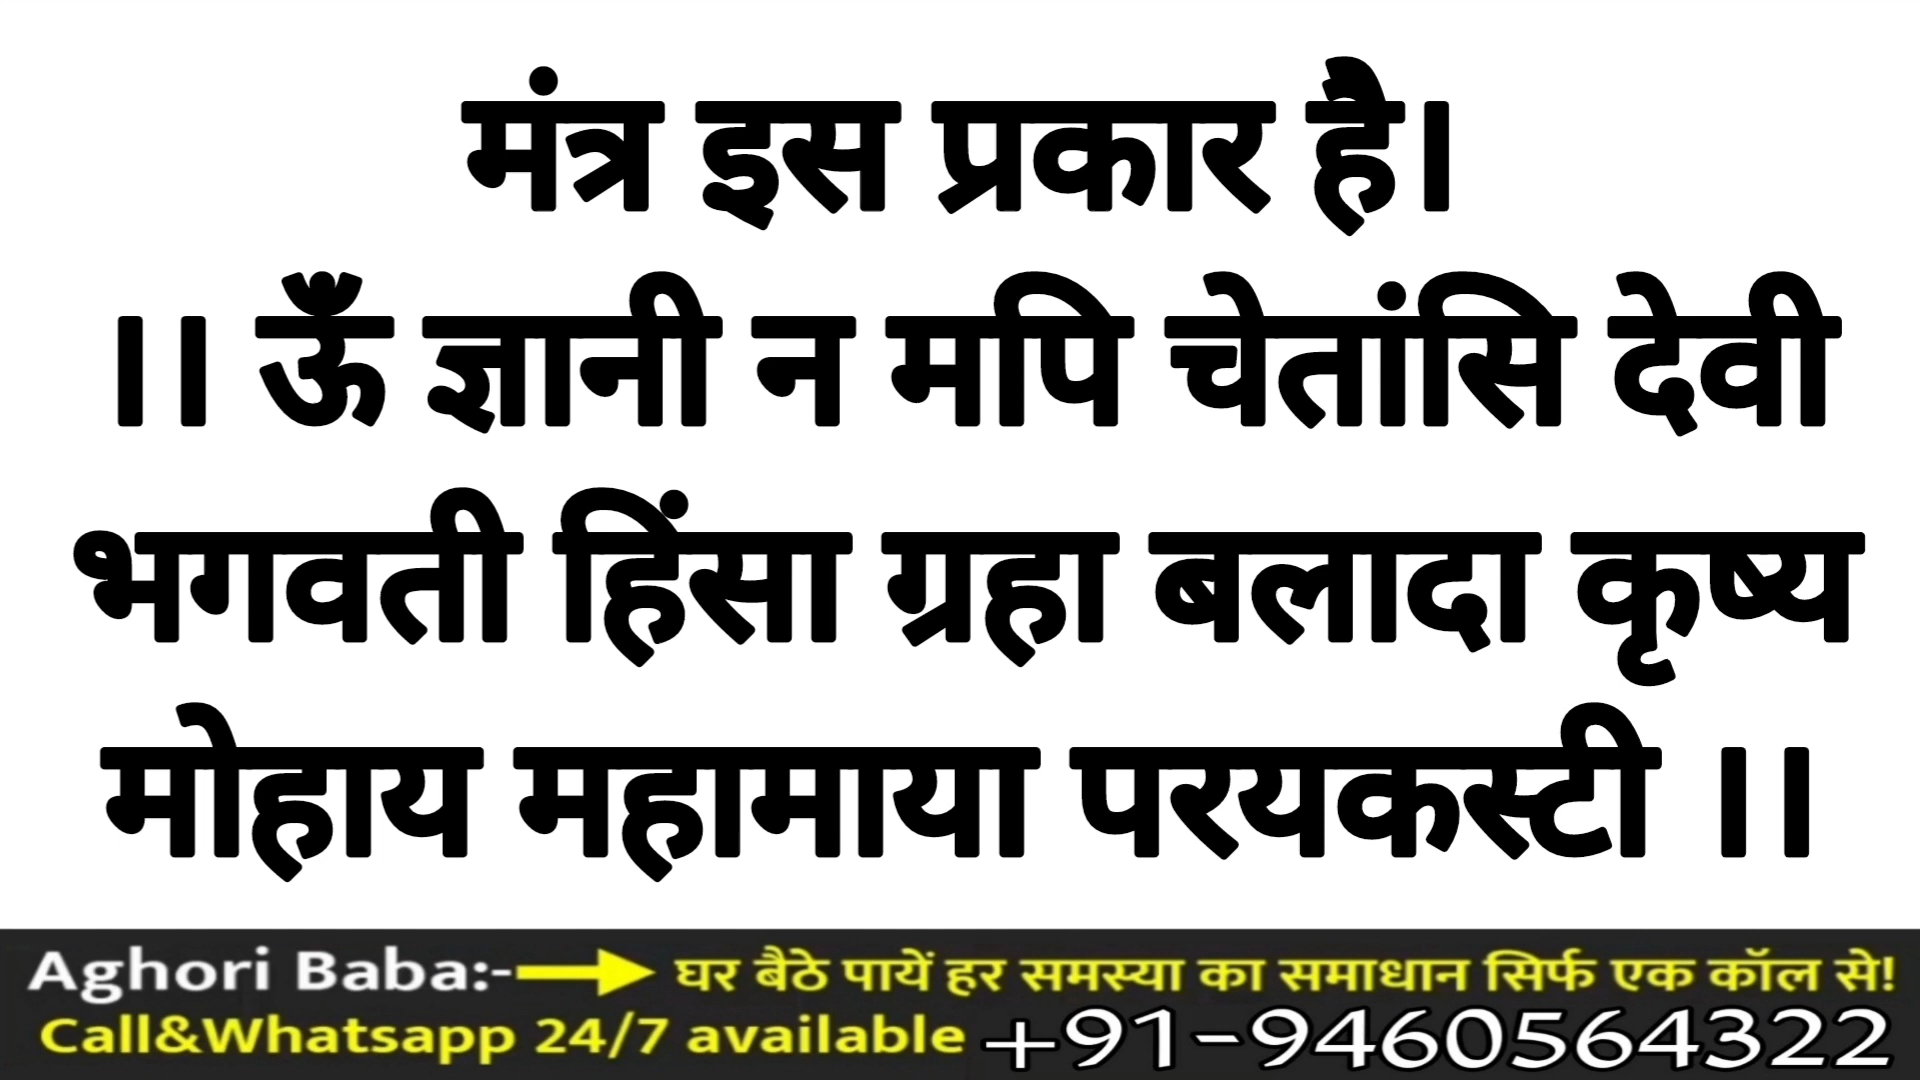 मंत्र इस प्रकार है।
।। ऊँ ज्ञानी न मपि चेतांसि देवी
भगवती हिंसा ग्रहा बलादा कृष्य
मोहाय महामाया परयकस्टी ।।
Aghori Baba:- घर बैठे पायें हर समस्या का समाधान सिर्फ एक कॉल से!
Call&Whatsapp 24/7 available +91-9460564322